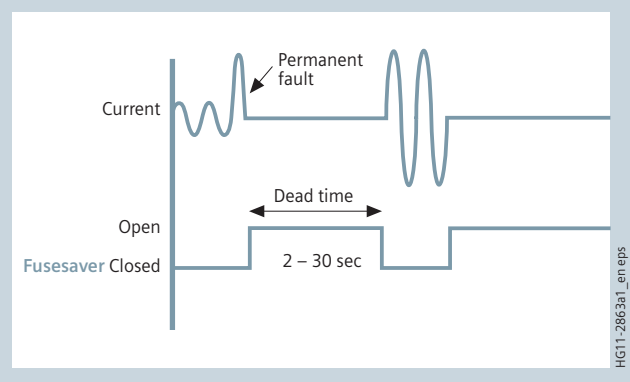 Permanent
fault
Current
Dead time
Open
2 – 30 sec
Fusesaver Closed
HG11-2863a1_en eps